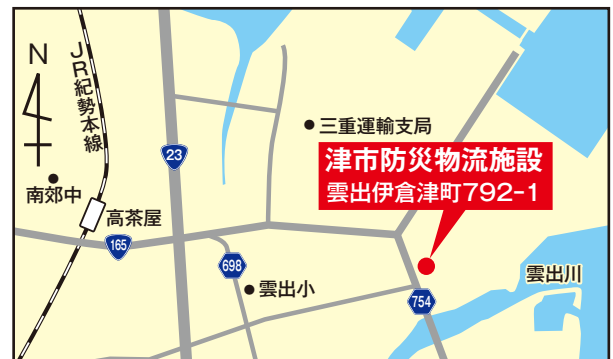 N
JR紀勢本線
23
三重運輸支局
津市防災物流施設
雲出伊倉津町792-1
南郊中
高茶屋
165
698
雲出小
雲出川
754